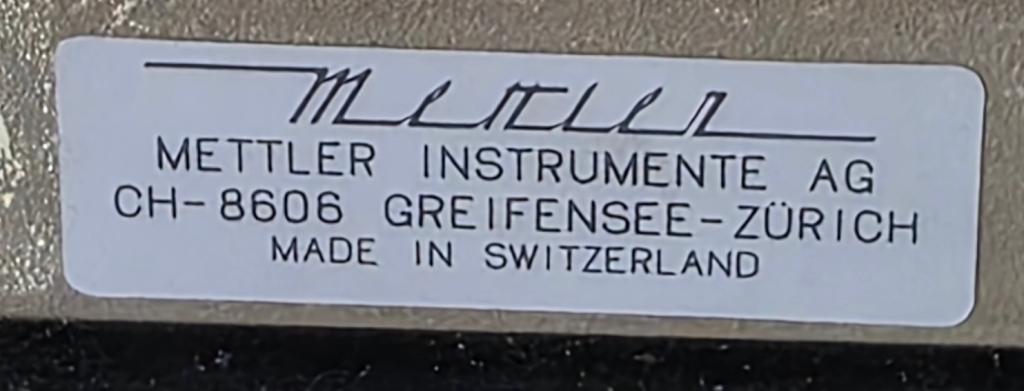 Mettler
METTLER INSTRUMENTE AG
CH-8606 GREIFENSEE-ZÜRICH
MADE IN SWITZERLAND